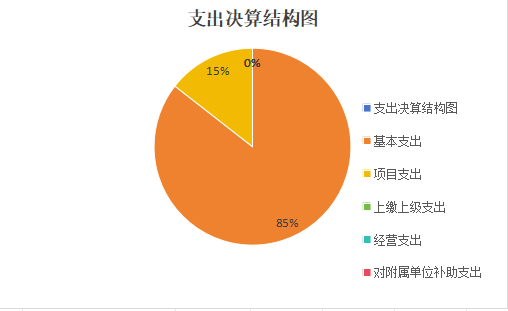 支出决算结构图
0%
15%
85%
支出决算结构图
基本支出
项目支出
上缴上级支出
经营支出
对附属单位补助支出